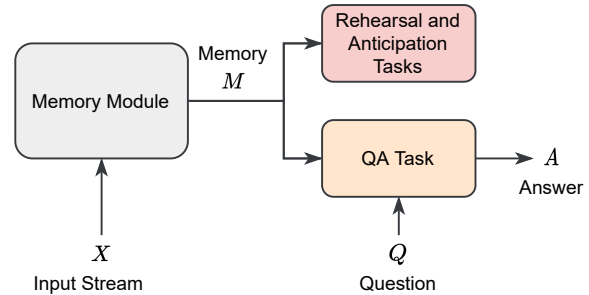 Rehearsal and
Anticipation
Tasks
Memory
M
Memory Module
QA Task
A
Answer
X
Input Stream
Q
Question